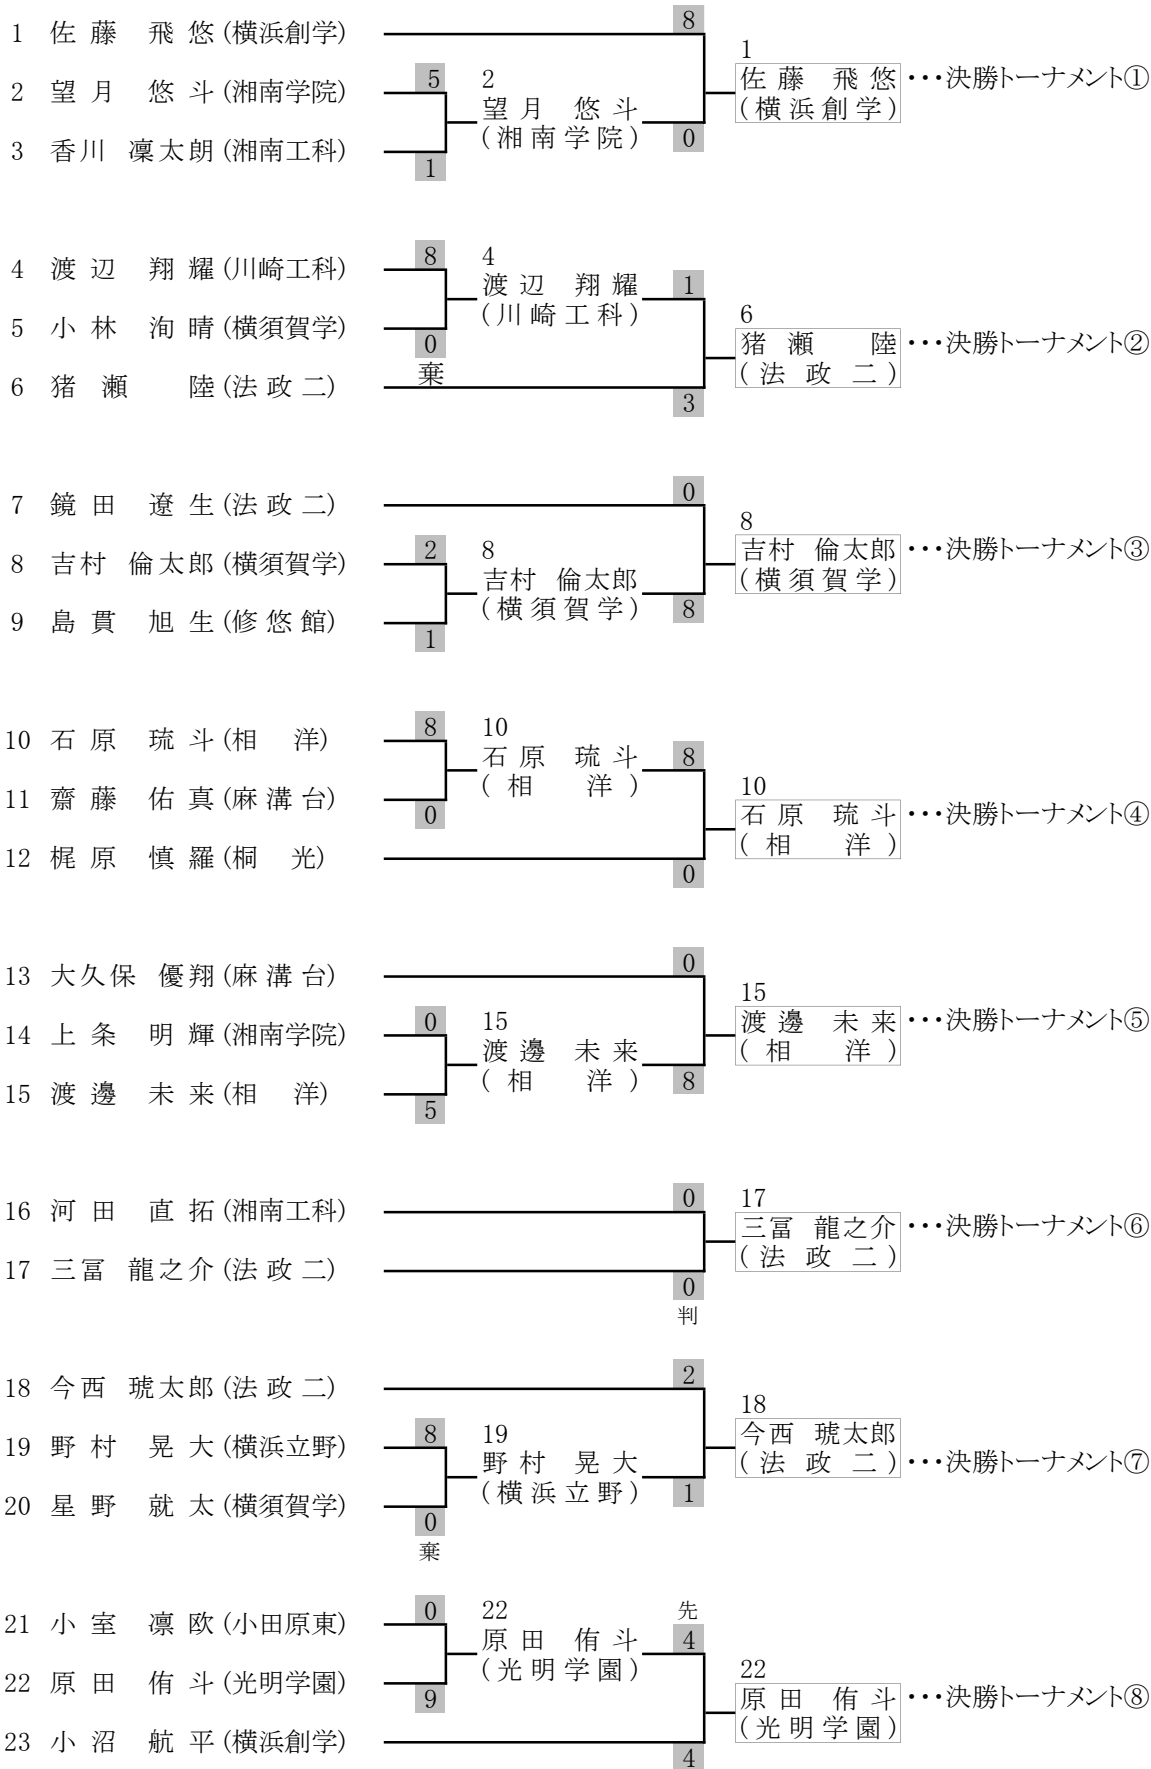 8
1 佐藤 飛悠 (横浜創学)
1
佐藤 飛悠 ・・・決勝トーナメント①
(横浜創学)
5
2 望月 悠斗 (湘南学院)
2
望月 悠斗
(湘南学院)
0
3 香川 凜太朗 (湘南工科)
1
8
4 渡辺 翔耀 (川崎工科)
4
渡辺 翔耀
(川崎工科)
1
5 小林 洵晴 (横須賀学)
0
棄
6
猪瀬 陸 ・・・決勝トーナメント②
(法政二)
6 猪瀬 陸 (法政二)
3
0
7 鏡田 遼生 (法政二)
8
吉村 倫太郎 ・・・決勝トーナメント③
(横須賀学)
2
8 吉村 倫太郎 (横須賀学)
8
吉村 倫太郎
(横須賀学)
8
9 島貫 旭生 (修悠館)
1
8
10 石原 琉斗 (相洋)
10
石原 琉斗
(相洋)
8
11 齋藤 佑真 (麻溝台)
0
10
石原 琉斗 ・・・決勝トーナメント④
(相洋)
12 梶原 慎羅 (桐光)
0
0
13 大久保 優翔 (麻溝台)
15
渡邊 未来 ・・・決勝トーナメント⑤
(相洋)
0
14 上条 明輝 (湘南学院)
15
渡邊 未来
(相洋)
8
15 渡邊 未来 (相洋)
5
0
16 河田 直拓 (湘南工科)
17
三冨 龍之介 ・・・決勝トーナメント⑥
(法政二)
17 三冨 龍之介 (法政二)
0
判
2
18 今西 琥太郎 (法政二)
18
今西 琥太郎
(法政二) ・・・決勝トーナメント⑦
8
19 野村 晃大 (横浜立野)
19
野村 晃大
(横浜立野)
1
20 星野 就太 (横須賀学)
0
棄
0
21 小室 凛欧 (小田原東)
22
原田 侑斗
(光明学園)
先
4
22 原田 侑斗 (光明学園)
9
22
原田 侑斗 ・・・決勝トーナメント⑧
(光明学園)
23 小沼 航平 (横浜創学)
4